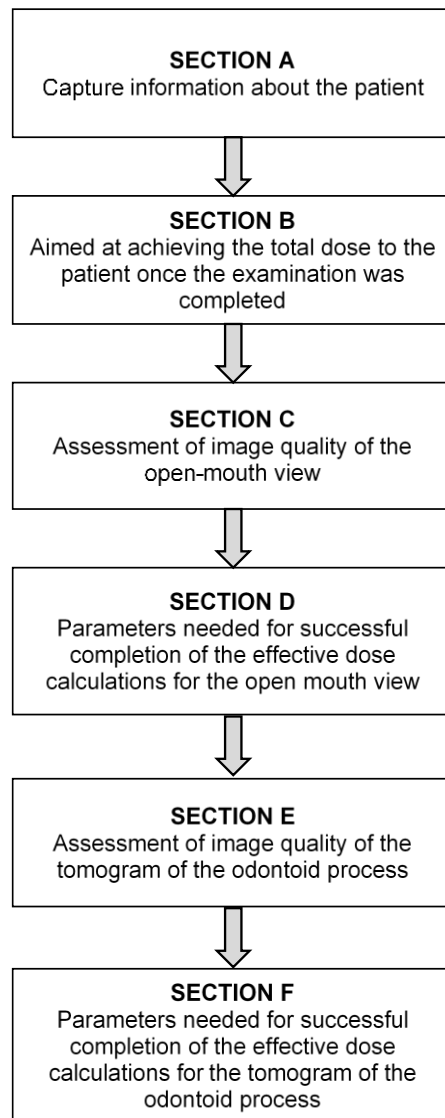 SECTION A
Capture information about the patient
SECTION B
Aimed at achieving the total dose to the
patient once the examination was
completed
SECTION C
Assessment of image quality of the
open-mouth view
SECTION D
Parameters needed for successful
completion of the effective dose
calculations for the open mouth view
SECTION E
Assessment of image quality of the
tomogram of the odontoid process
SECTION F
Parameters needed for successful
completion of the effective dose
calculations for the tomogram of the
odontoid process